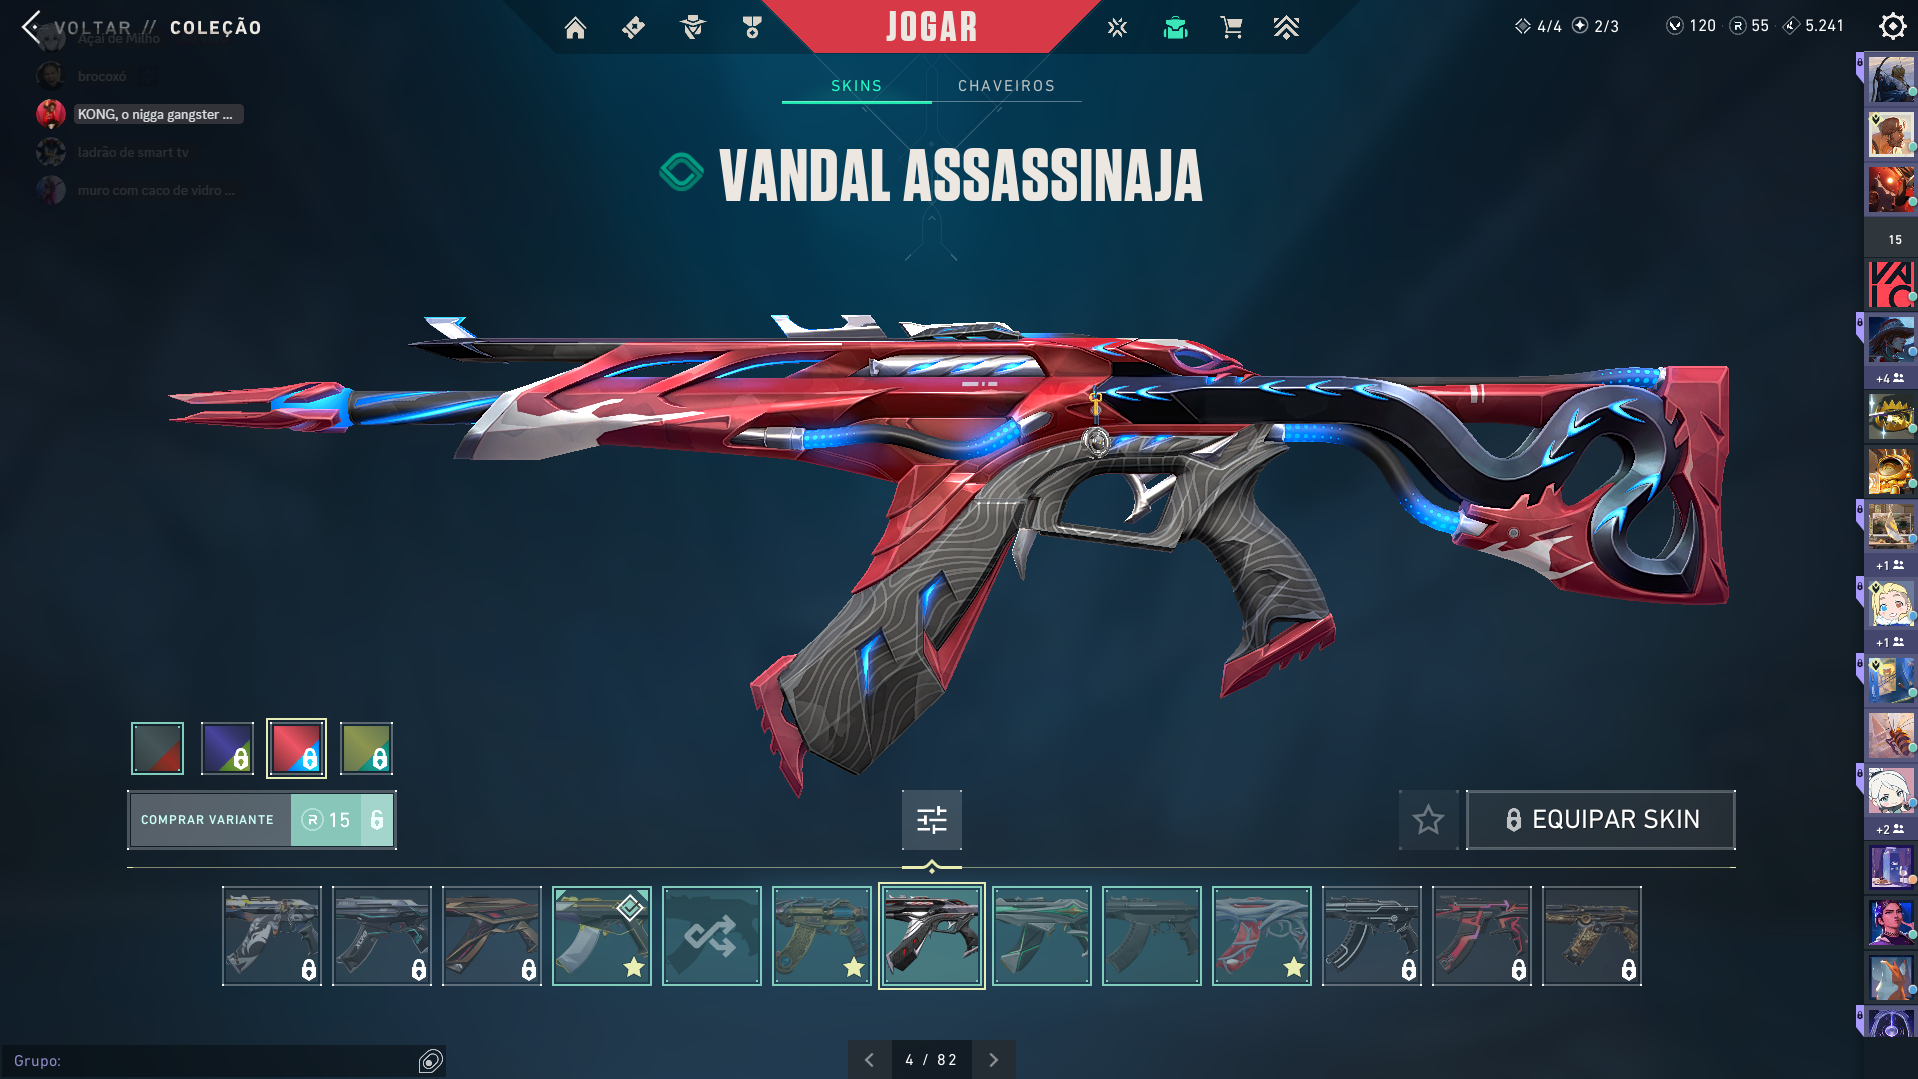 VOLTAR // COLEÇÃO
JOGAR
4/4 2/3
120 55 5.241
Açaí de Milho
brocoxó
KONG, o nigga gangster ...
ladrão de smart tv
muro com caco de vidro ...
SKINS CHAVEIROS
VANDAL ASSASSINAJA
15
+4
+1
+1
+2
COMPRAR VARIANTE R 15
EQUIPAR SKIN
Grupo:
4 / 82